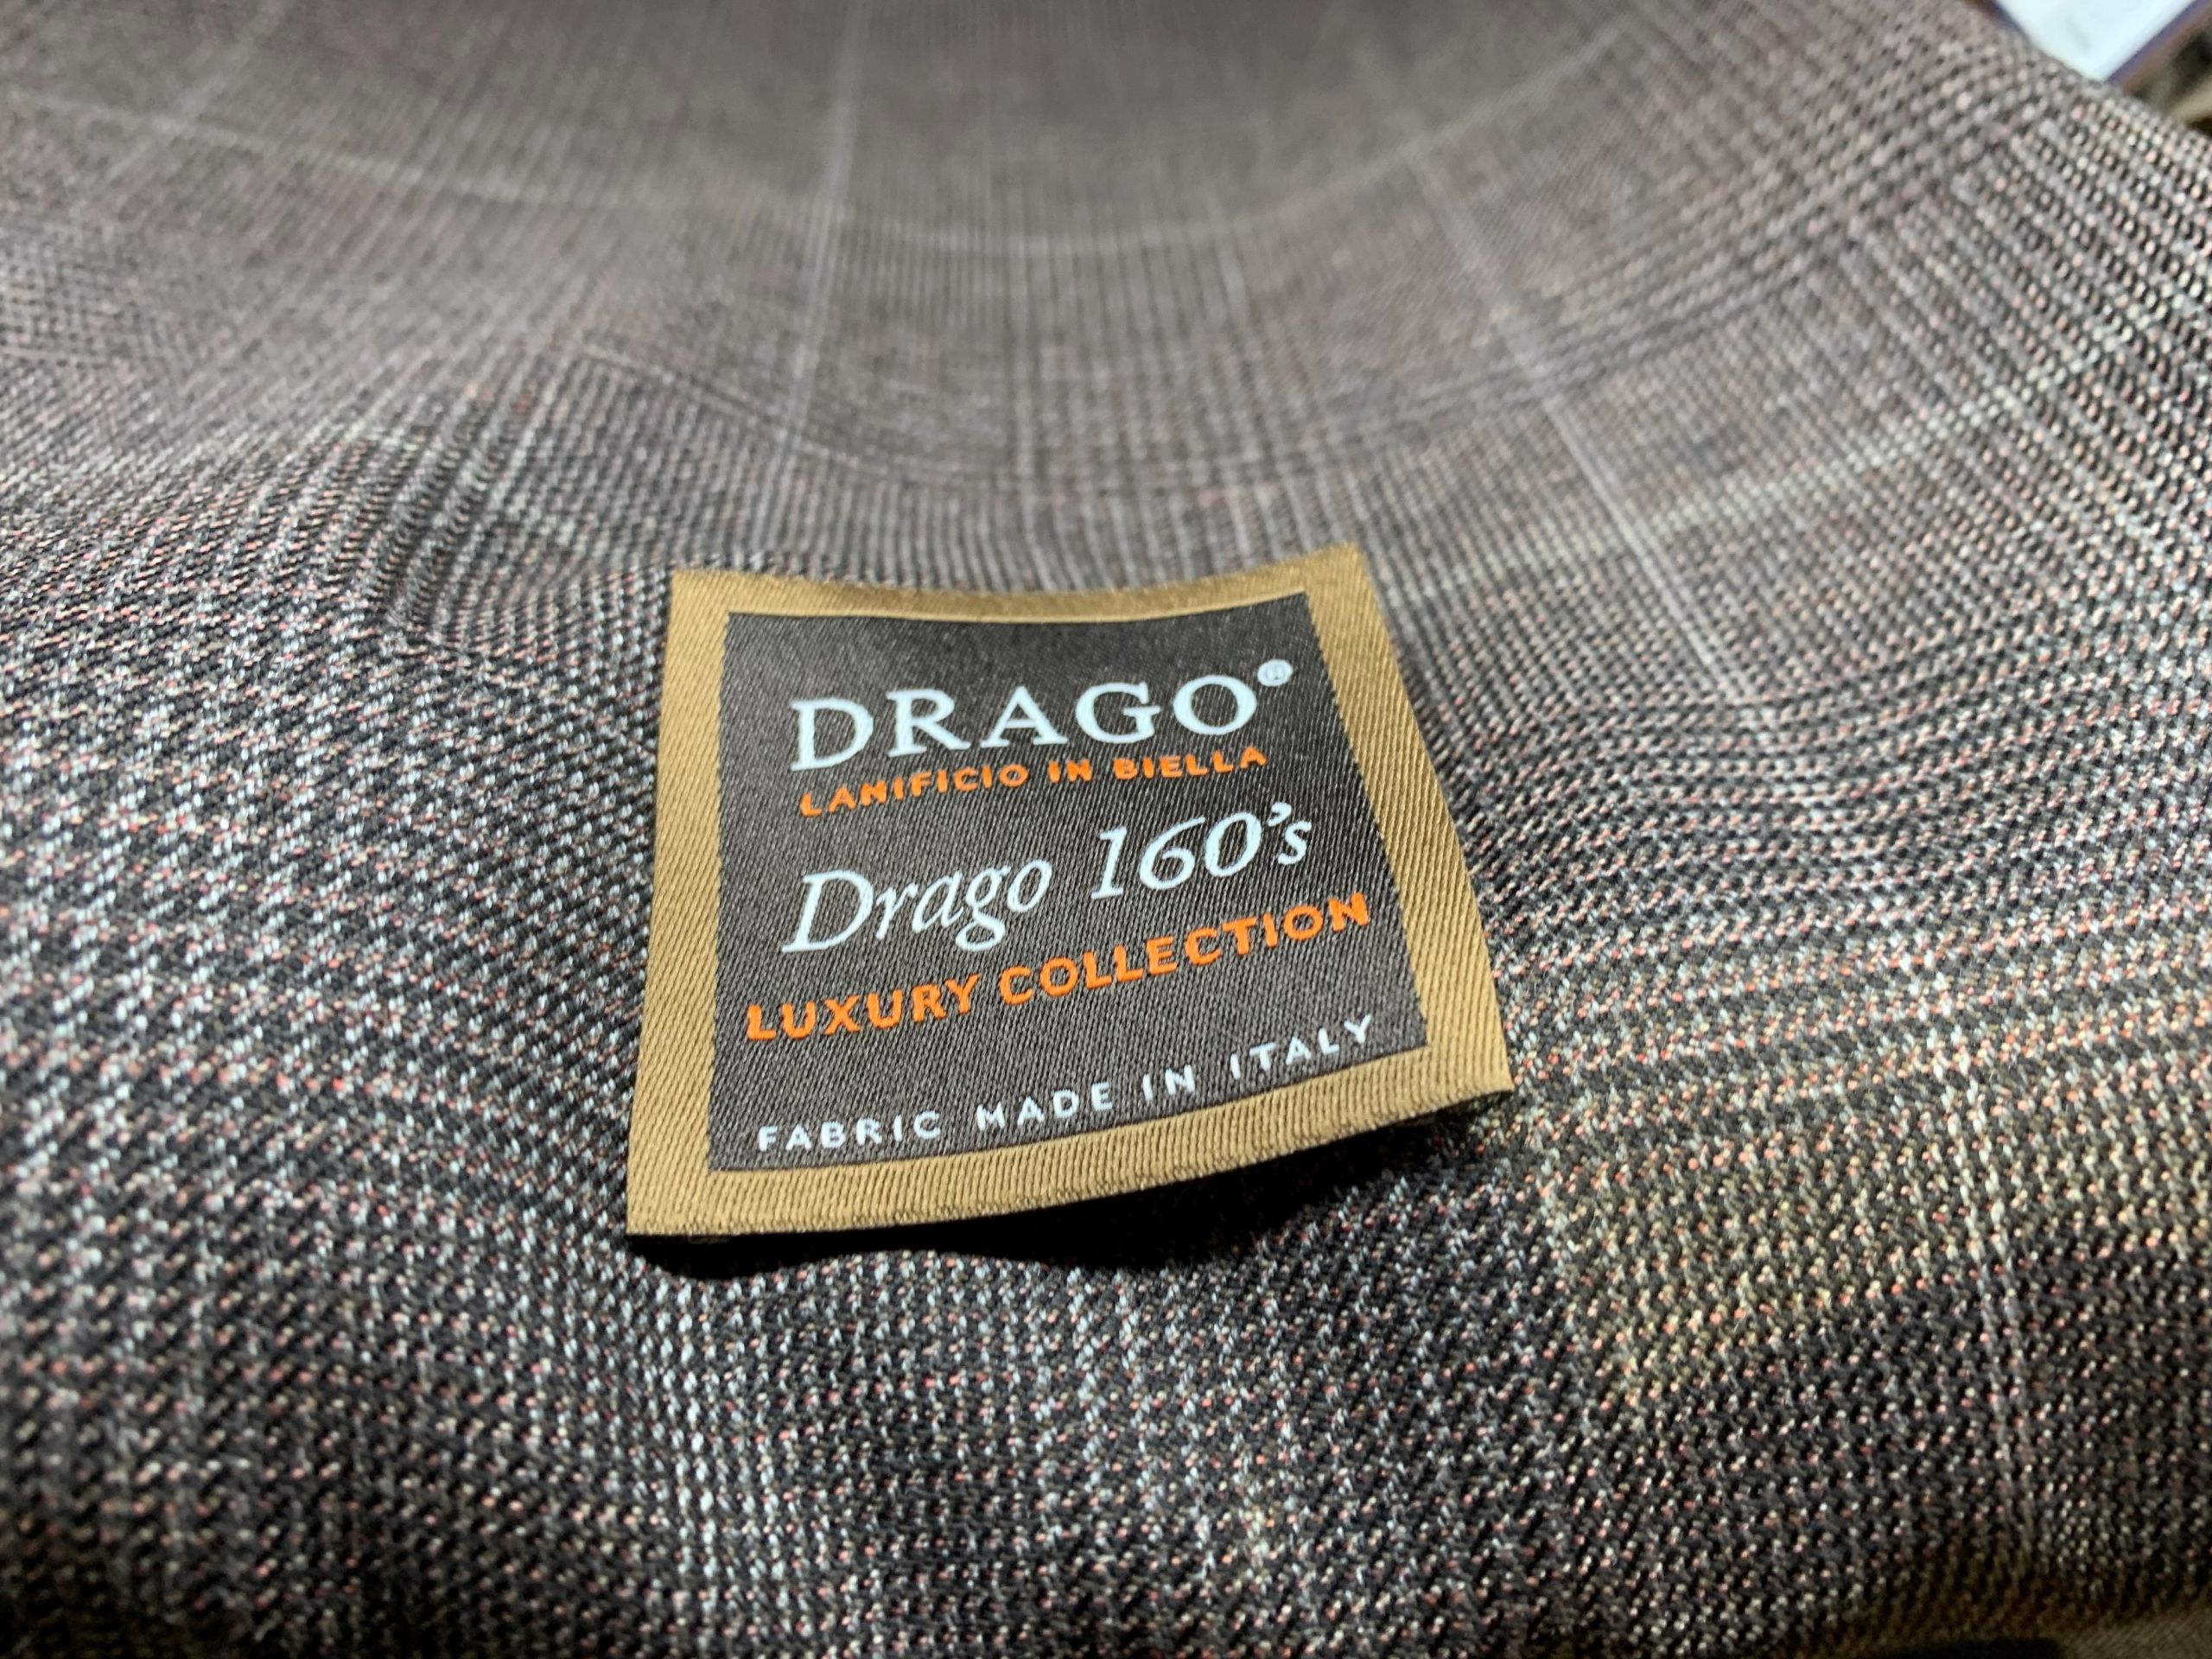 DRAGO®
LANIFICIO IN BIELLA
Drago 160's
LUXURY COLLECTION
FABRIC MADE IN ITALY